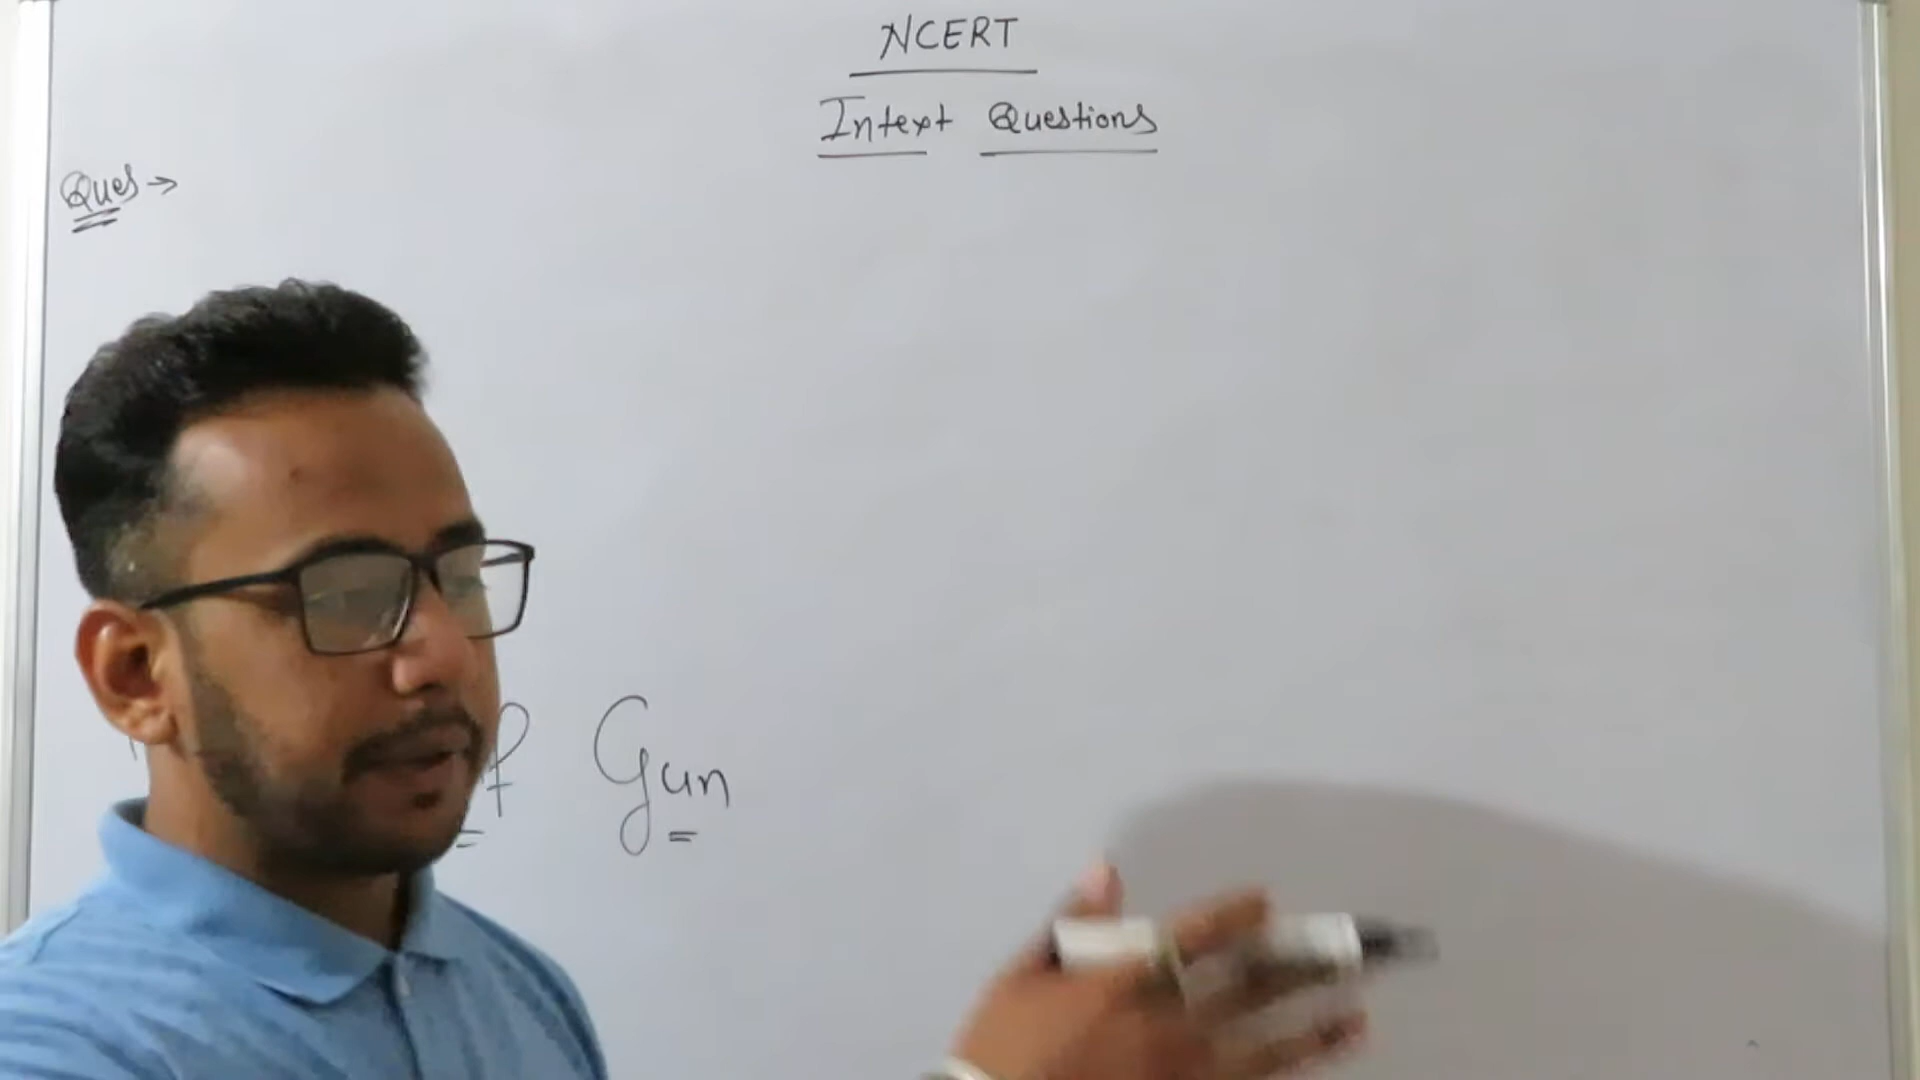 NCERT
Intext Questions
Ques →
Gun